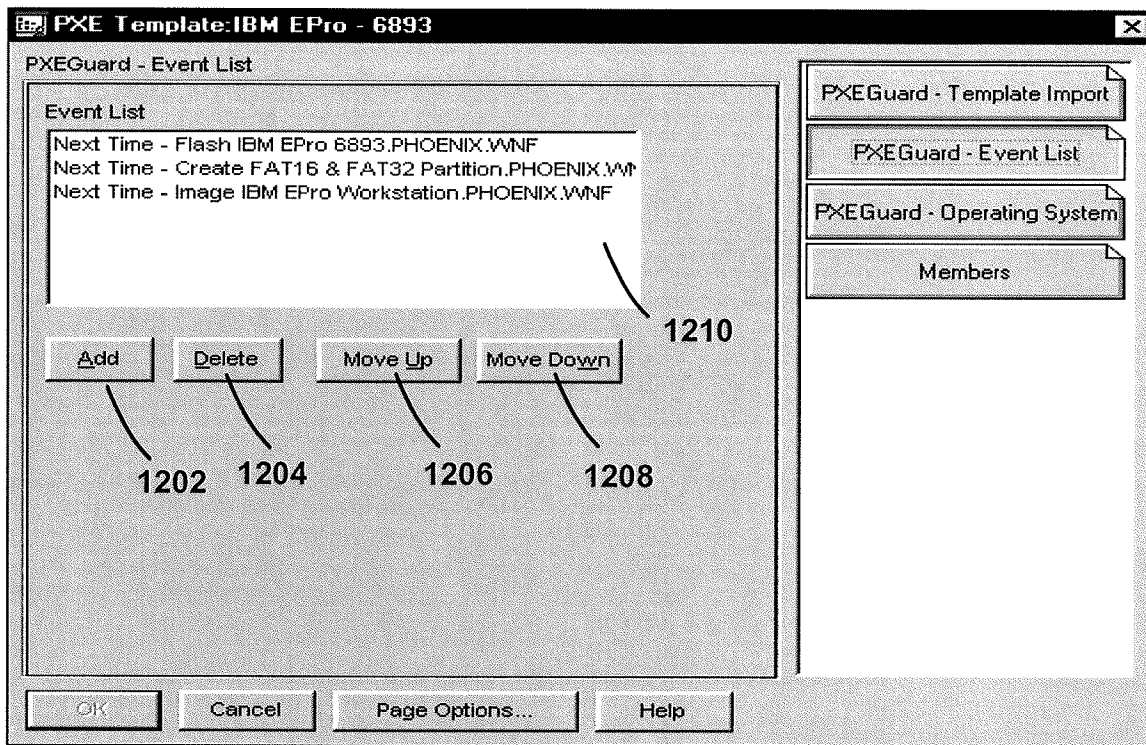 PXE Template:IBM EPro - 6893
PXEGuard - Event List
Event List
Next Time - Flash IBM EPro 6893.PHOENIX.WNF
Next Time - Create FAT16 & FAT32 Partition.PHOENIX.WN
Next Time - Image IBM EPro Workstation.PHOENIX.WNF
1210
Add Delete Move Up Move Down
1202 1204 1206 1208
OK Cancel Page Options... Help
PXEGuard - Template Import
PXEGuard - Event List
PXEGuard - Operating System
Members